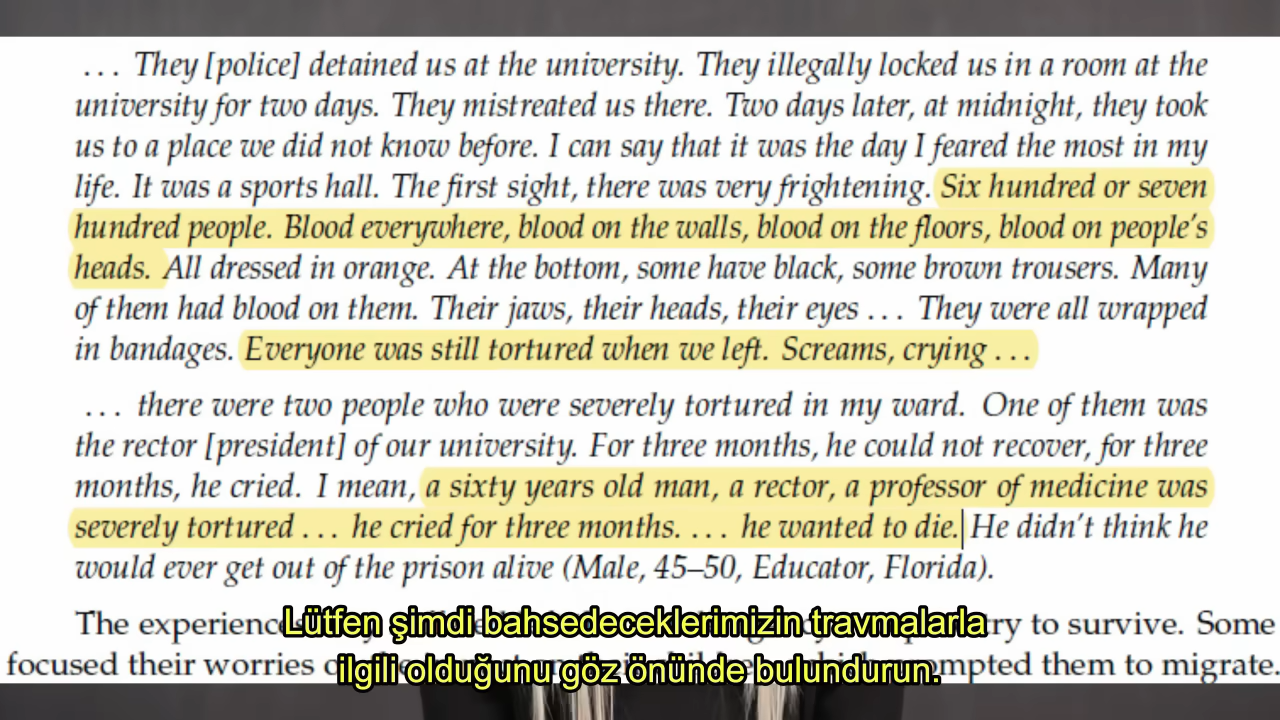 ... They [police] detained us at the university. They illegally locked us in a room at the
university for two days. They mistreated us there. Two days later, at midnight, they took
us to a place we did not know before. I can say that it was the day I feared the most in my
life. It was a sports hall. The first sight, there was very frightening. Six hundred or seven
hundred people. Blood everywhere, blood on the walls, blood on the floors, blood on people's
heads. All dressed in orange. At the bottom, some have black, some brown trousers. Many
of them had blood on them. Their jaws, their heads, their eyes ... They were all wrapped
in bandages. Everyone was still tortured when we left. Screams, crying ...
... there were two people who were severely tortured in my ward. One of them was
the rector [president] of our university. For three months, he could not recover, for three
months, he cried. I mean, a sixty years old man, a rector, a professor of medicine was
severely tortured ... he cried for three months. ... he wanted to die. He didn't think he
would ever get out of the prison alive (Male, 45–50, Educator, Florida).
The to survive. Some
focused their worries prompted them to migrate.
Lütfen şimdi bahsedeceklerimizin travmalarla
ilgili olduğunu göz önünde bulundurun.